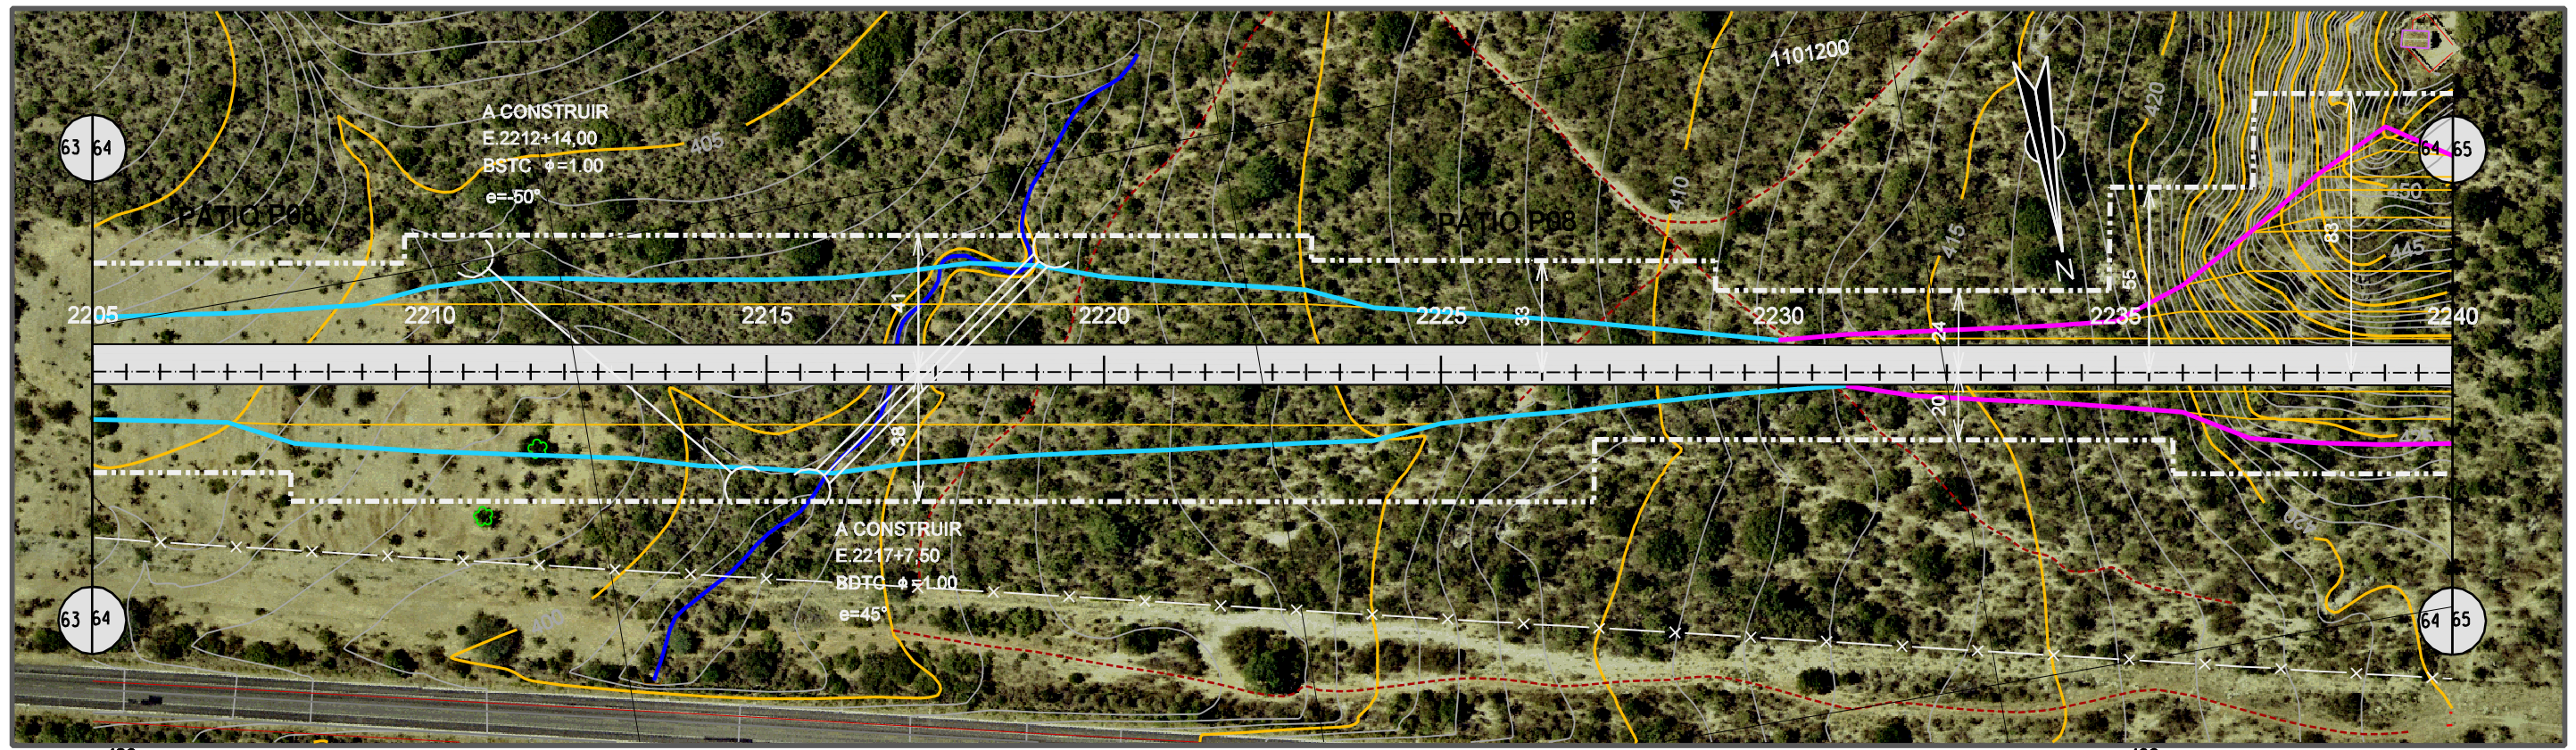 1101200
420
A CONSTRUIR
E.2212+14,00
BSTC ϕ=1.00
e=-50°
405
63 64
64 65
PATIO P08
PATIO P08
410
415
450
445
83
55
N
41
33
24
2205
2210
2215
2220
2225
2230
2235
2240
38
20
A CONSTRUIR
E.2217+7,50
BDTC ϕ=1.00
e=45°
420
400
63 64
64 65